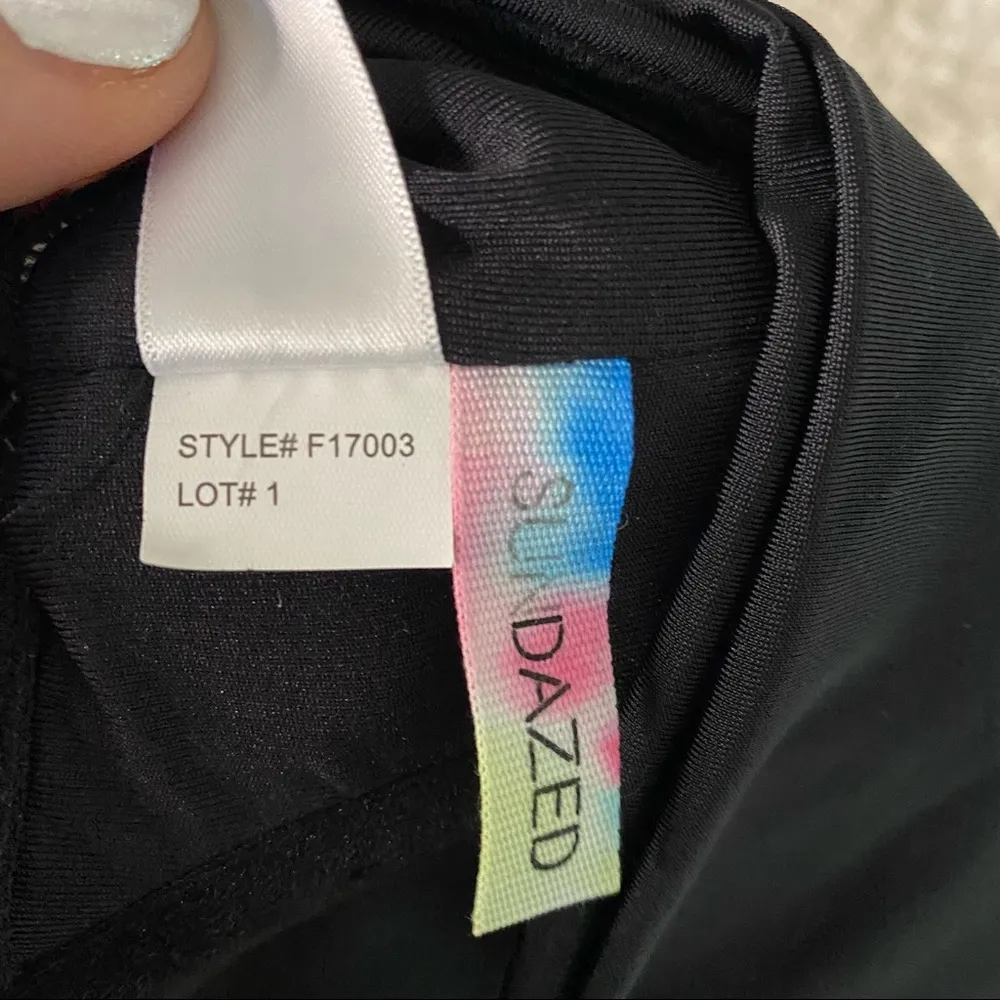 STYLE# F17003
LOT# 1
SUNDAZED